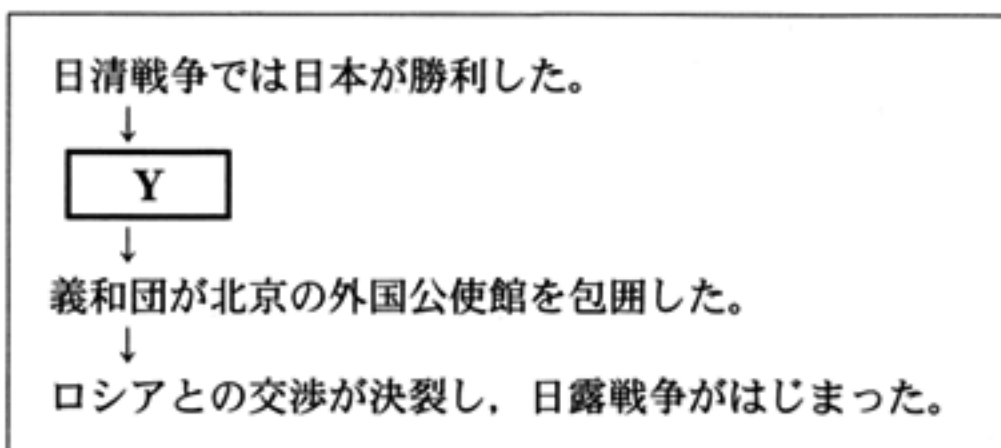 日清戦争では日本が勝利した。
↓
Y
↓
義和団が北京の外国公使館を包囲した。
↓
ロシアとの交渉が決裂し，日露戦争がはじまった。